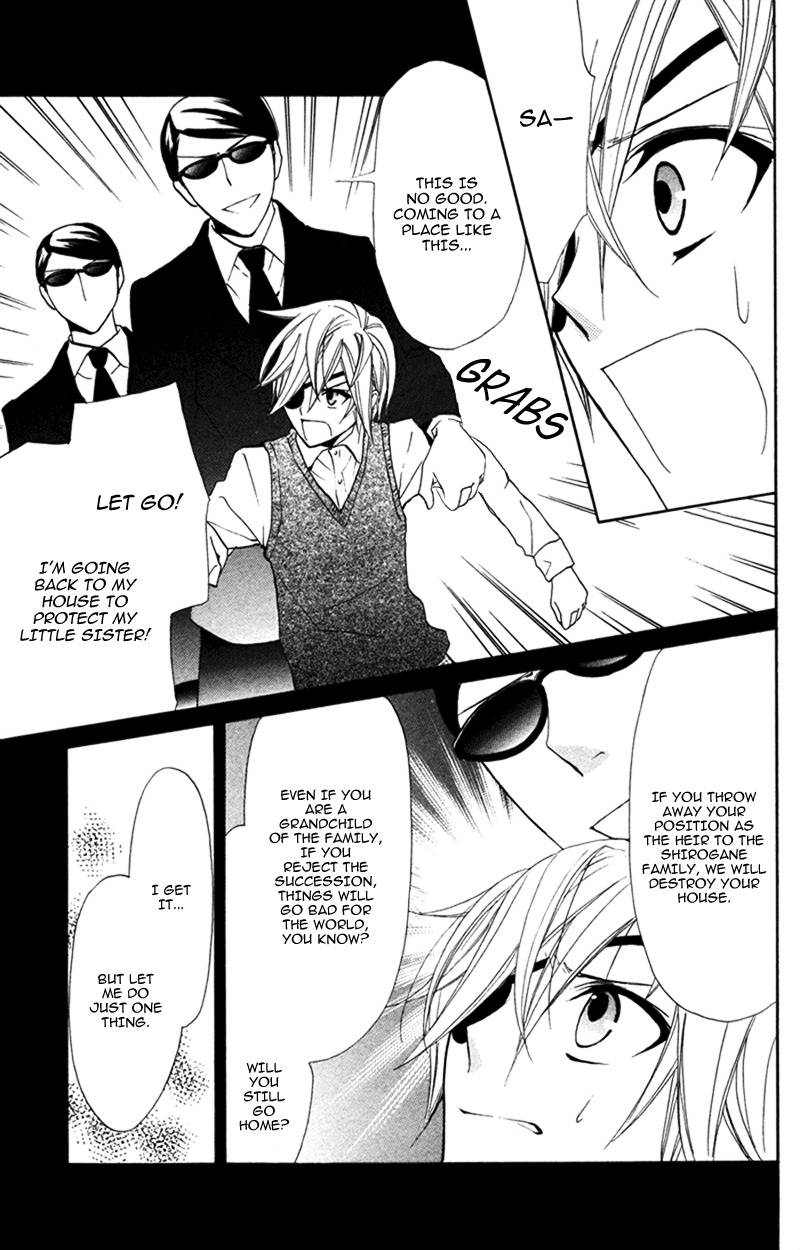 SA—
THIS IS
NO GOOD.
COMING TO A
PLACE LIKE
THIS...
GRABS
LET GO!
I'M GOING
BACK TO MY
HOUSE TO
PROTECT MY
LITTLE SISTER!
IF YOU THROW
AWAY YOUR
POSITION AS
THE HEIR TO THE
SHIROGANE
FAMILY, WE WILL
DESTROY YOUR
HOUSE.
EVEN IF YOU
ARE A
GRANDCHILD
OF THE FAMILY,
IF YOU
REJECT THE
SUCCESSION,
THINGS WILL
GO BAD FOR
THE WORLD,
YOU KNOW?
WILL
YOU
STILL
GO
HOME?
I GET
IT...
BUT LET
ME DO
JUST ONE
THING.